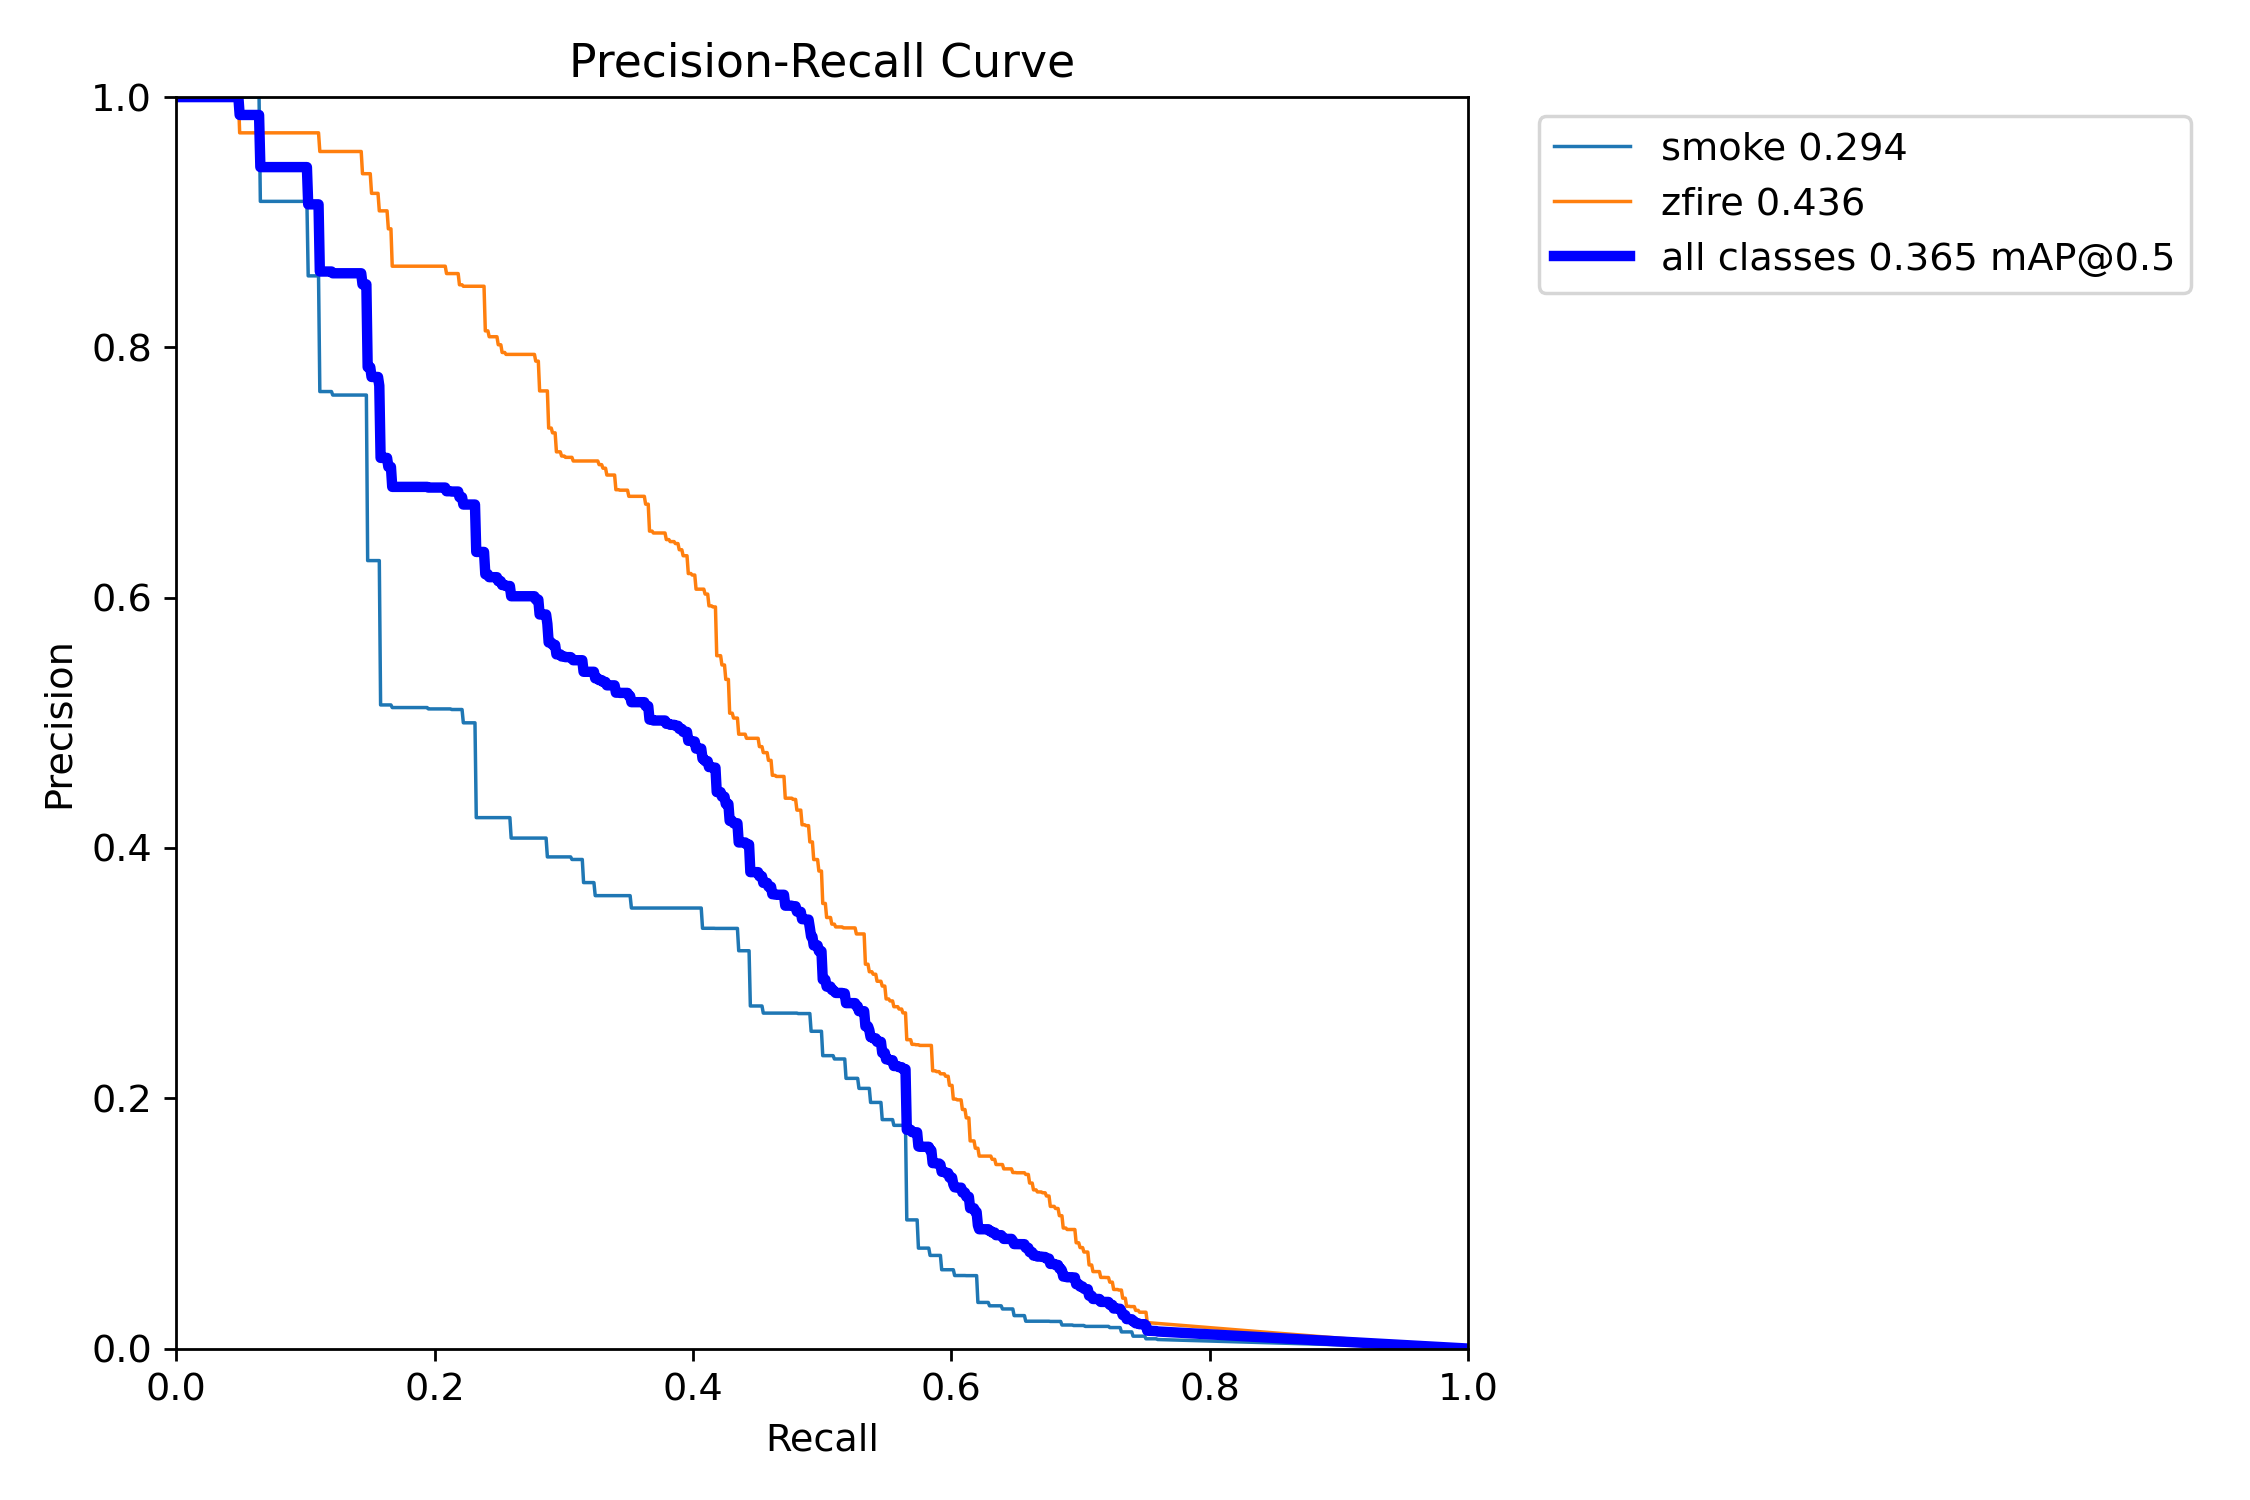 Precision-Recall Curve
1.0
0.8
0.6
0.4
0.2
0.0
Precision
0.0 0.2 0.4 0.6 0.8 1.0
Recall
smoke 0.294
zfire 0.436
all classes 0.365 mAP@0.5